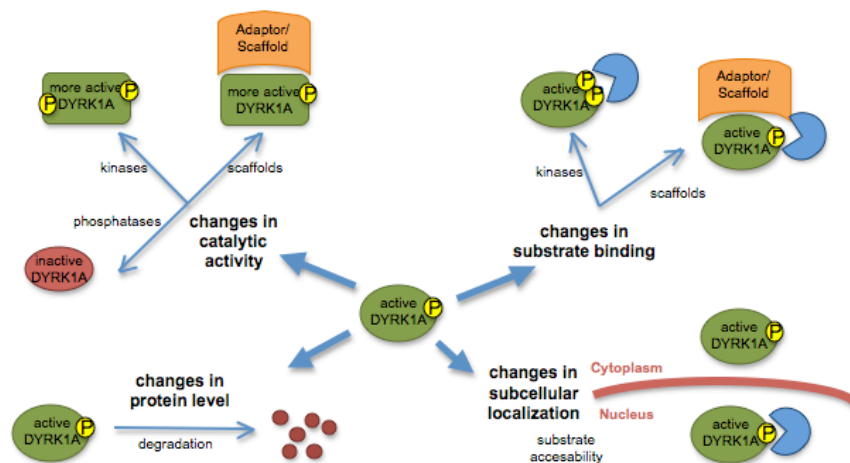 Adaptor/
Scaffold
more active
DYRK1A
P
P
more active
DYRK1A
P
kinases
scaffolds
phosphatases
changes in
catalytic
activity
inactive
DYRK1A
active
DYRK1A
P
P
kinases
Adaptor/
Scaffold
active
DYRK1A
P
scaffolds
changes in
substrate binding
active
DYRK1A
P
changes in
protein level
active
DYRK1A
P
degradation
changes in
subcellular
localization
substrate
accesability
Cytoplasm
Nucleus
active
DYRK1A
P
active
DYRK1A
P